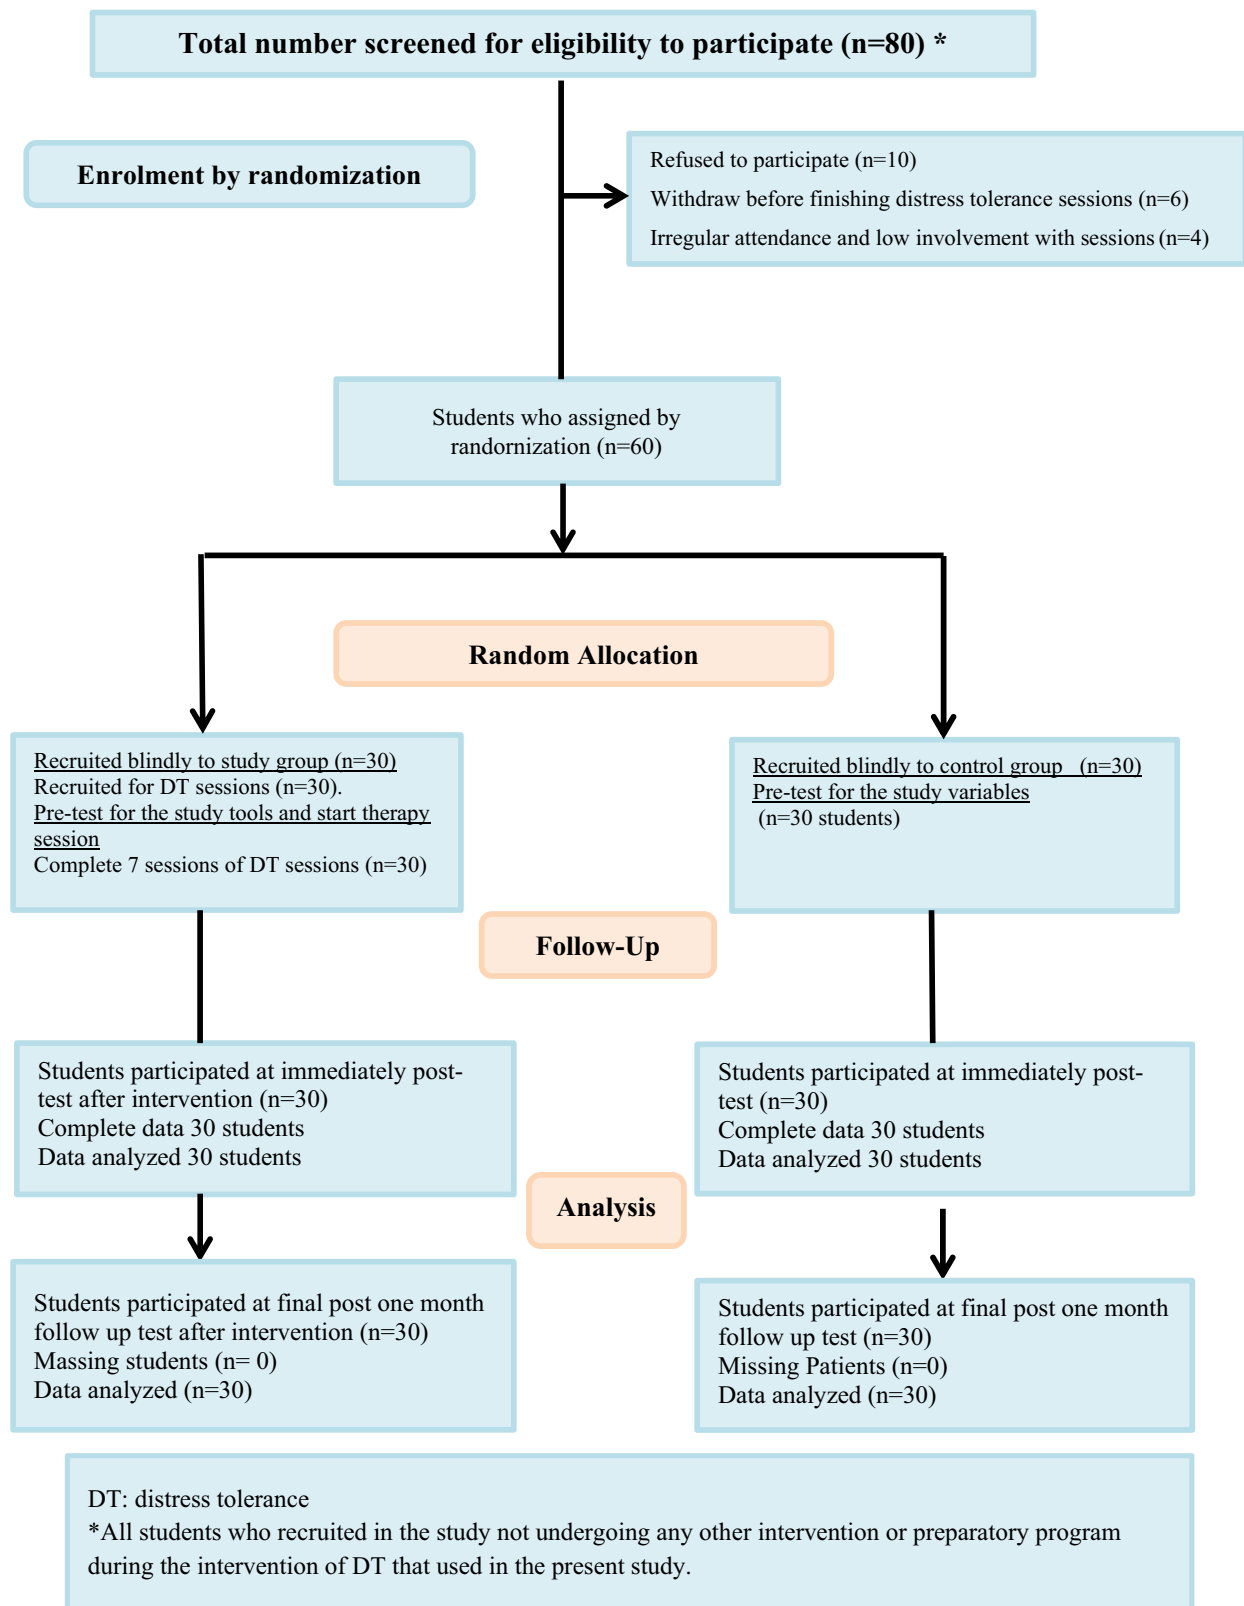 Total number screened for eligibility to participate (n=80) *
Enrolment by randomization
Refused to participate (n=10)
Withdraw before finishing distress tolerance sessions (n=6)
Irregular attendance and low involvement with sessions (n=4)
Students who assigned by
randornization (n=60)
Random Allocation
Recruited blindly to study group (n=30)
Recruited for DT sessions (n=30).
Pre-test for the study tools and start therapy
session
Complete 7 sessions of DT sessions (n=30)
Recruited blindly to control group (n=30)
Pre-test for the study variables
(n=30 students)
Follow-Up
Students participated at immediately post-
test after intervention (n=30)
Complete data 30 students
Data analyzed 30 students
Students participated at immediately post-
test (n=30)
Complete data 30 students
Data analyzed 30 students
Analysis
Students participated at final post one month
follow up test after intervention (n=30)
Massing students (n= 0)
Data analyzed (n=30)
Students participated at final post one month
follow up test (n=30)
Missing Patients (n=0)
Data analyzed (n=30)
DT: distress tolerance
*All students who recruited in the study not undergoing any other intervention or preparatory program
during the intervention of DT that used in the present study.